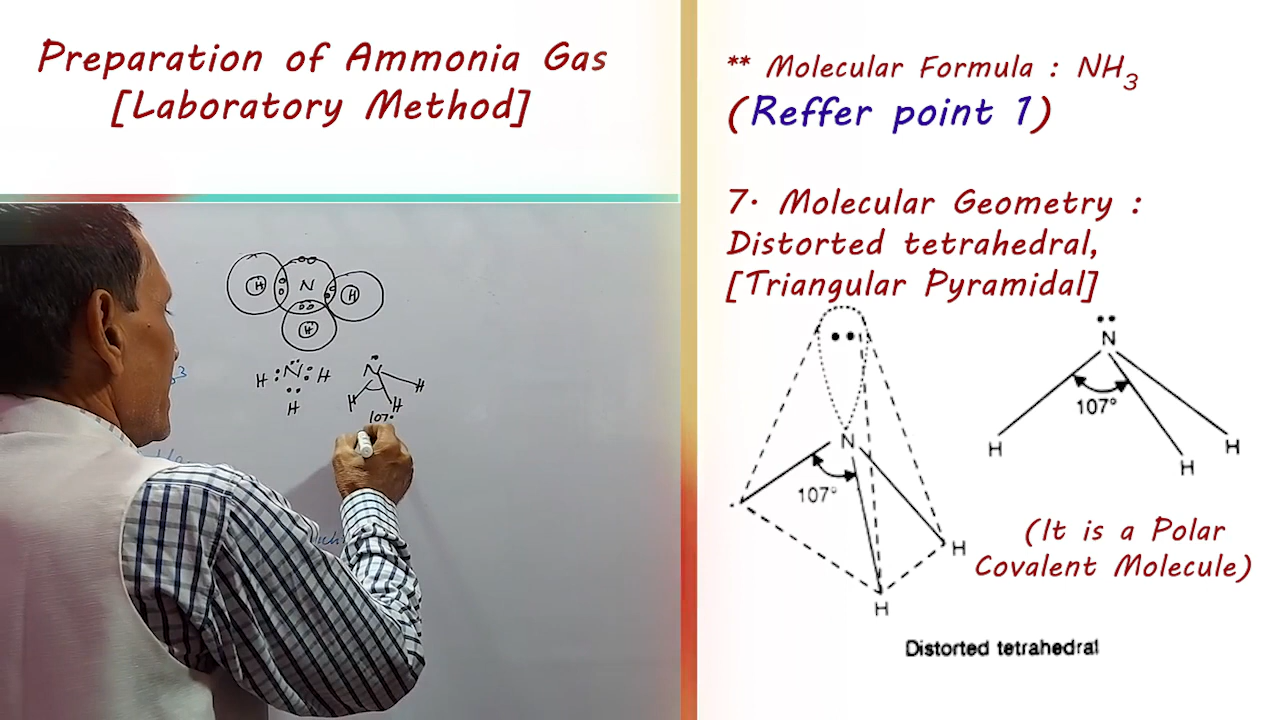 Preparation of Ammonia Gas
[Laboratory Method]
** Molecular Formula : NH3
(Reffer point 1)
7. Molecular Geometry :
Distorted tetrahedral,
[Triangular Pyramidal]
N
107°
H
H
H
N
107°
H
H
(It is a Polar
Covalent Molecule)
Distorted tetrahedral
H N H
H
H N H
H
N
H H H
107°